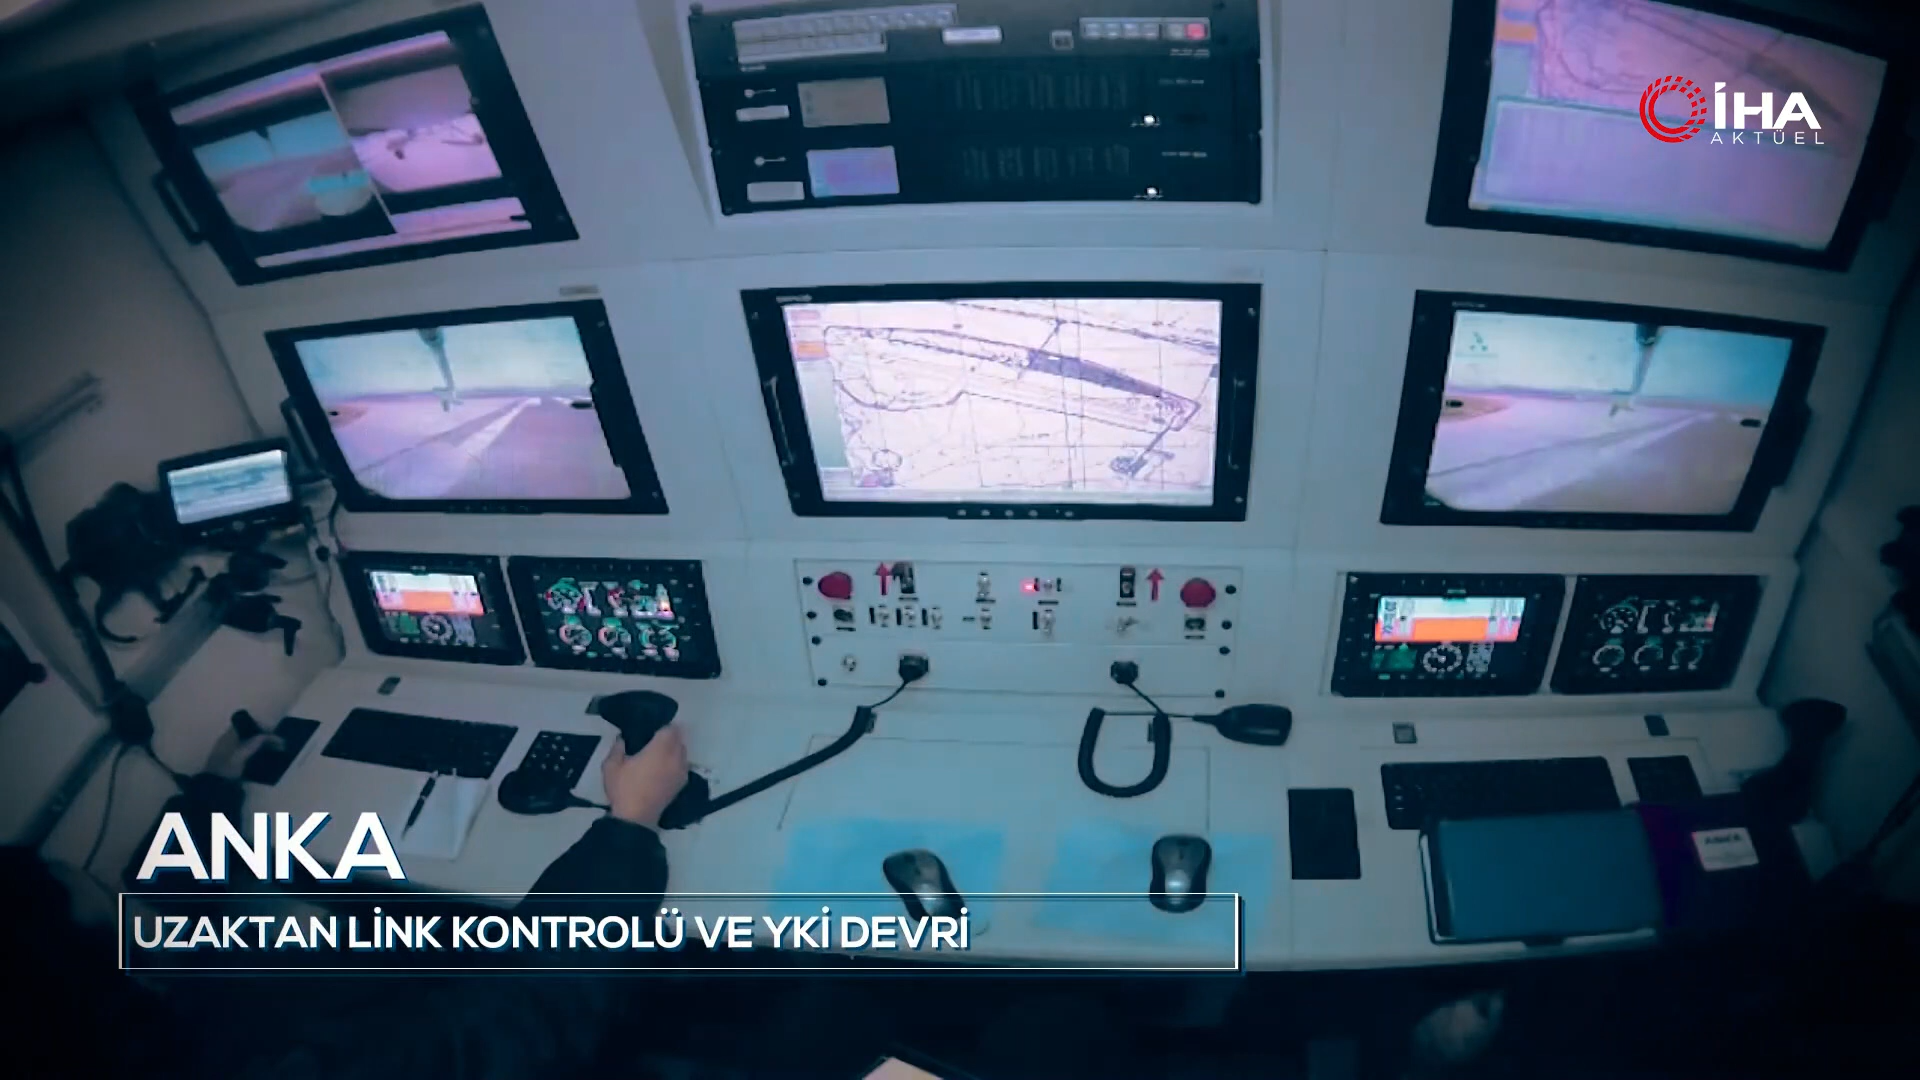 İHA
AKTÜEL
ANKA
UZAKTAN LİNK KONTROLÜ VE YKİ DEVRİ